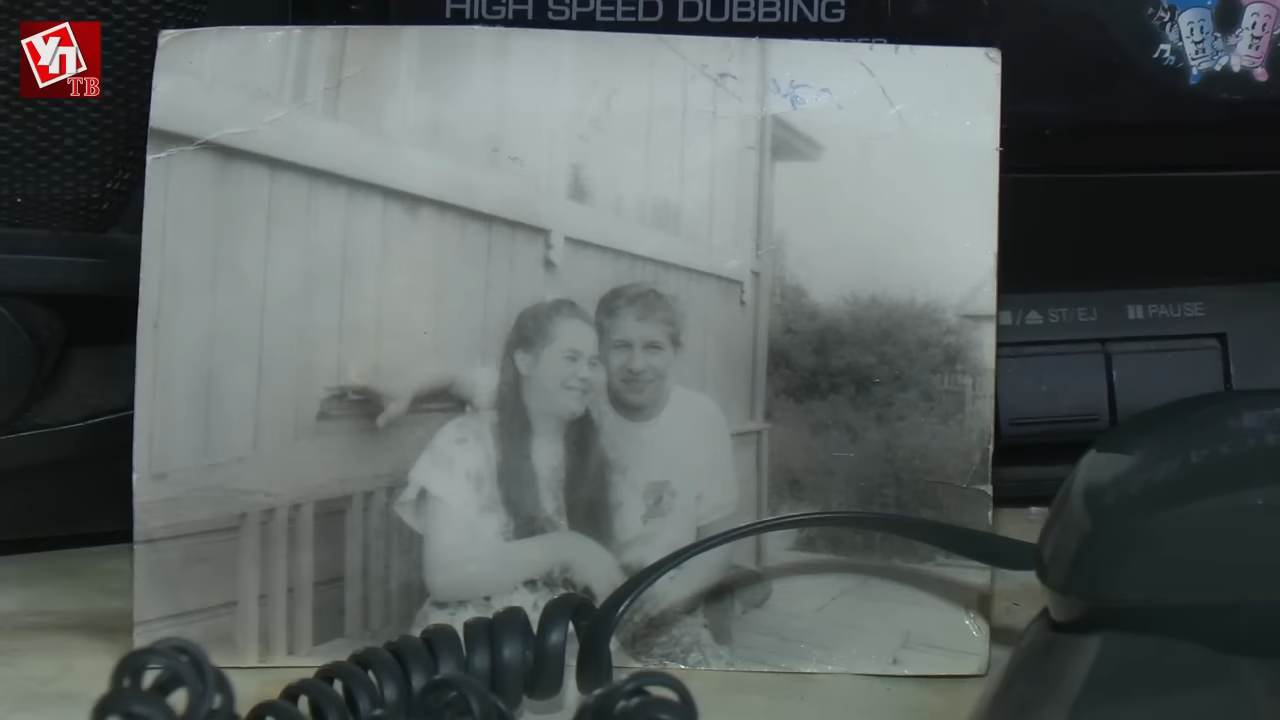 HIGH SPEED DUBBING
УП
ТВ
■/⏏ ST/EJ
PAUSE